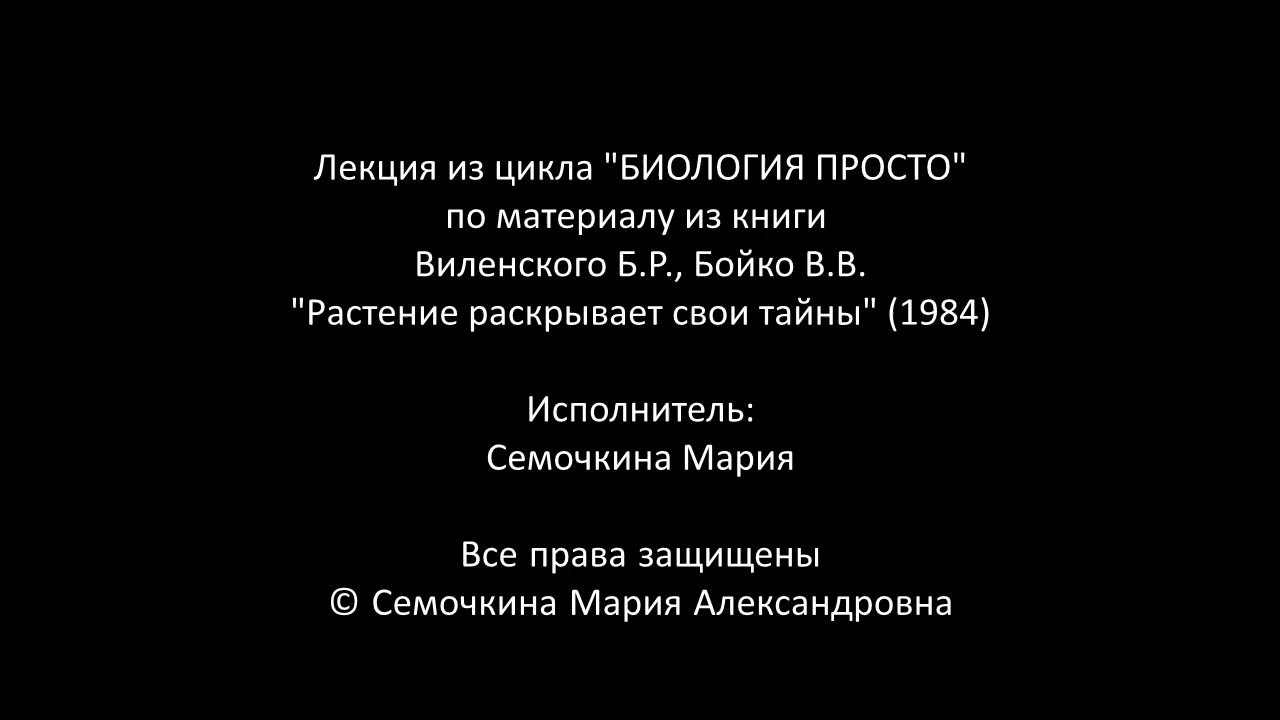 Лекция из цикла "БИОЛОГИЯ ПРОСТО"
по материалу из книги
Виленского Б.Р., Бойко В.В.
"Растение раскрывает свои тайны" (1984)
Исполнитель:
Семочкина Мария
Все права защищены
© Семочкина Мария Александровна